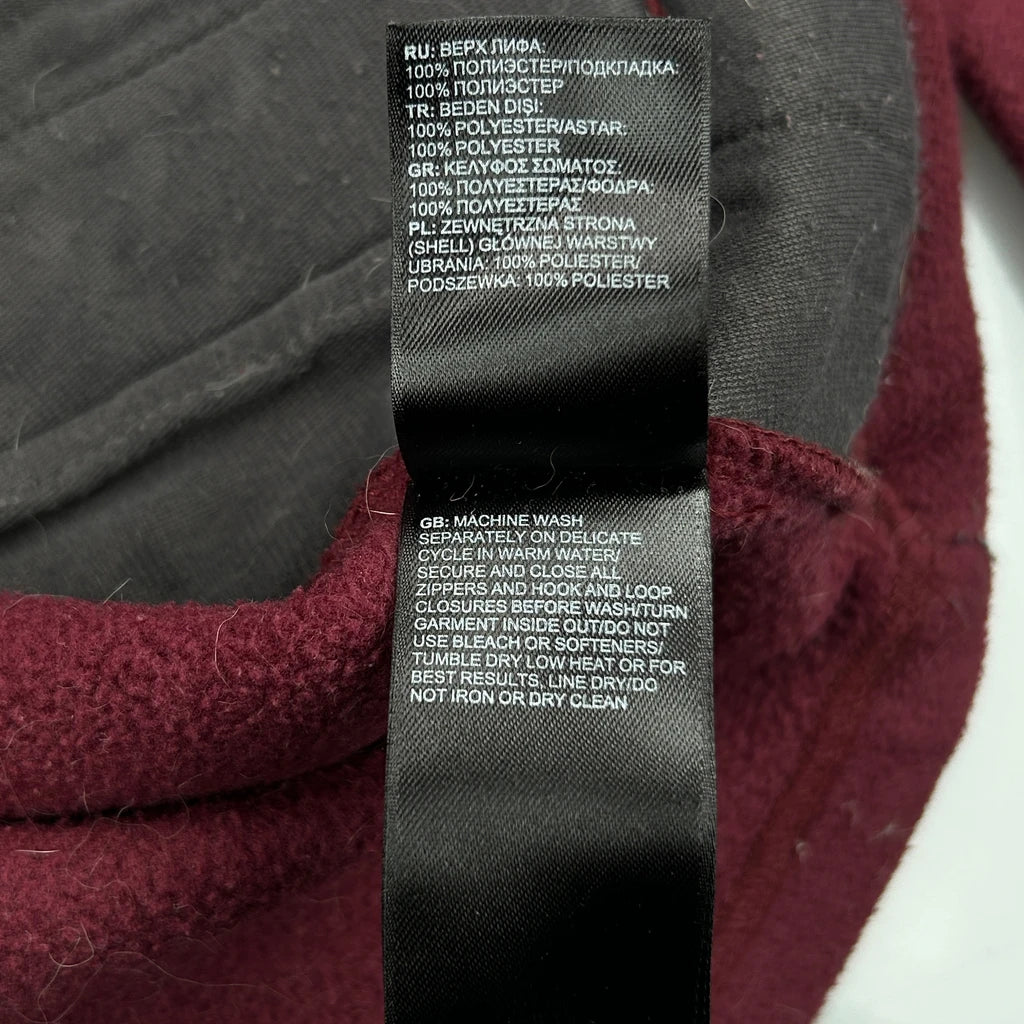 RU: ВЕРХ ЛИФА:
100% ПОЛИЭСТЕР/ПОДКЛАДКА:
100% ПОЛИЭСТЕР
TR: BEDEN DIŞI:
100% POLYESTER/ASTAR:
100% POLYESTER
GR: ΚΕΛΥΦΟΣ ΣΩΜΑΤΟΣ:
100% ΠΟΛΥΕΣΤΕΡΑΣ/ΦΟΔΡΑ:
100% ΠΟΛΥΕΣΤΕΡΑΣ
PL: ZEWNĘTRZNA STRONA
(SHELL) GŁÓWNEJ WARSTWY
UBRANIA: 100% POLIESTER/
PODSZEWKA: 100% POLIESTER
GB: MACHINE WASH
SEPARATELY ON DELICATE
CYCLE IN WARM WATER/
SECURE AND CLOSE ALL
ZIPPERS AND HOOK AND LOOP
CLOSURES BEFORE WASH/TURN
GARMENT INSIDE OUT/DO NOT
USE BLEACH OR SOFTENERS/
TUMBLE DRY LOW HEAT OR FOR
BEST RESULTS, LINE DRY/DO
NOT IRON OR DRY CLEAN